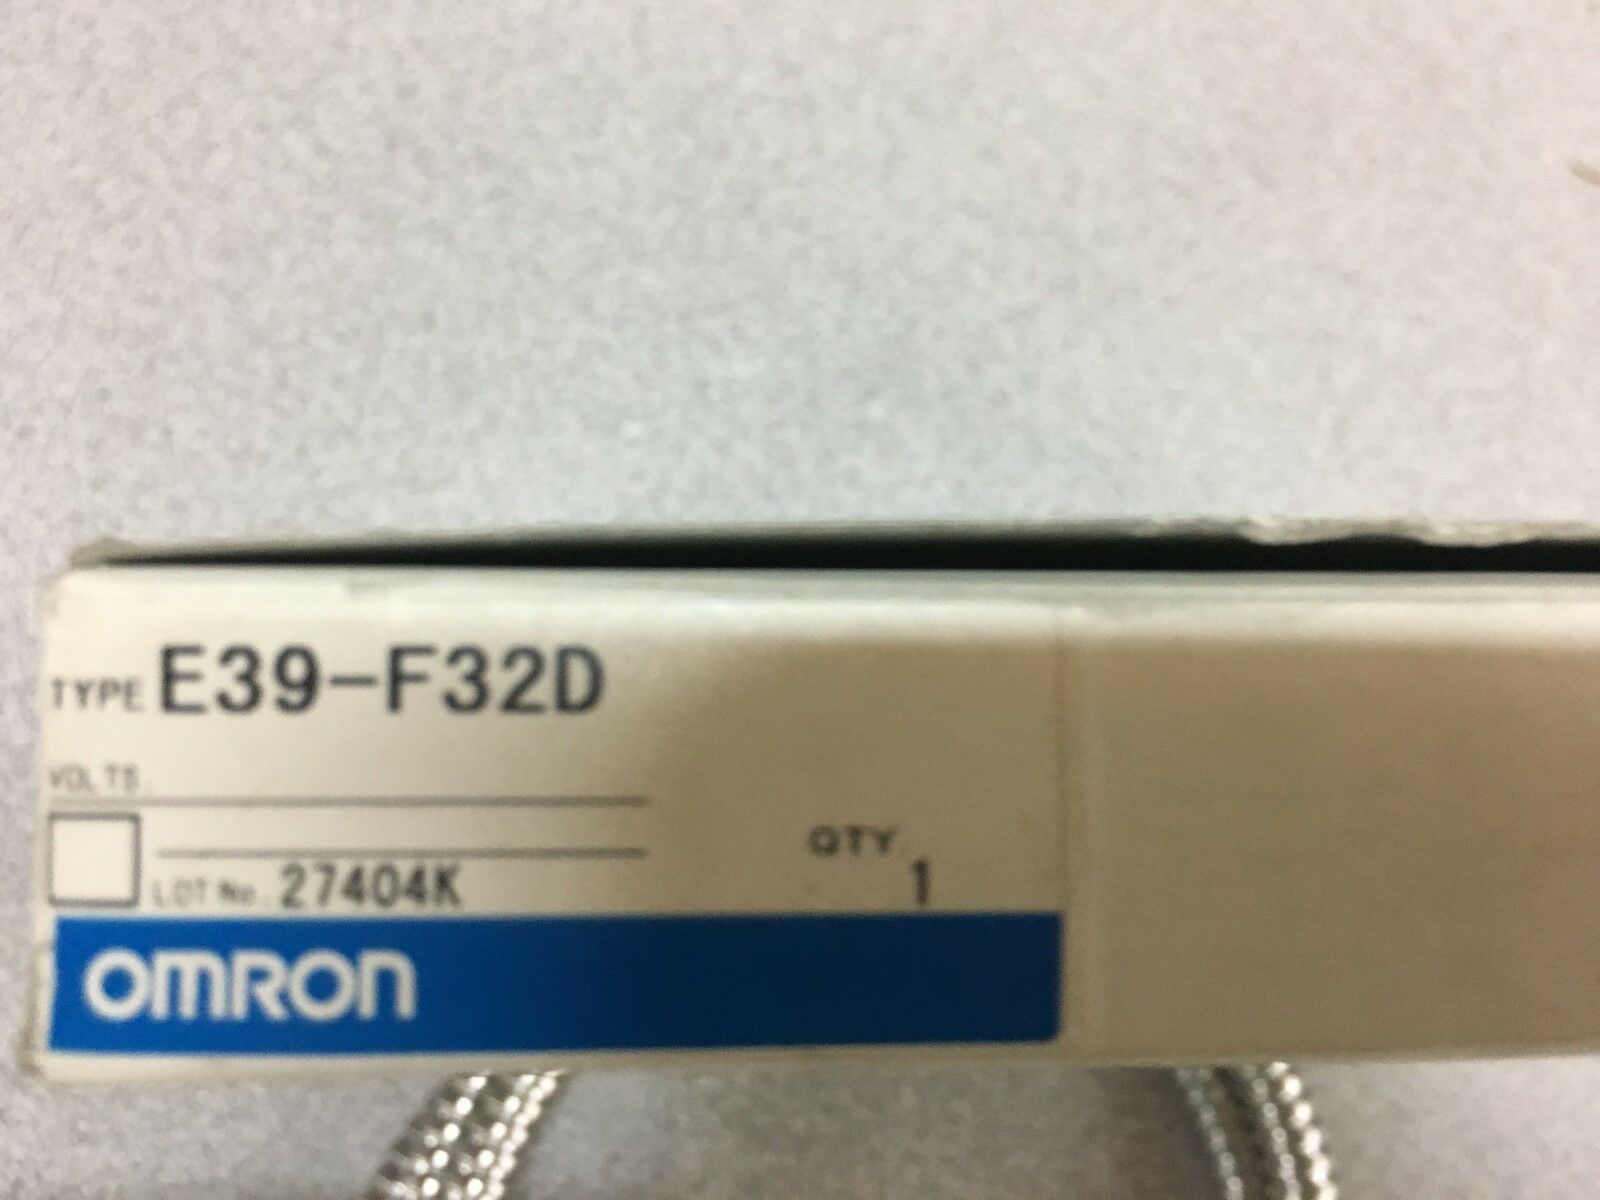 TYPE E39-F32D
VOLTS
QTY 1
LOT No. 27404K
OMRON